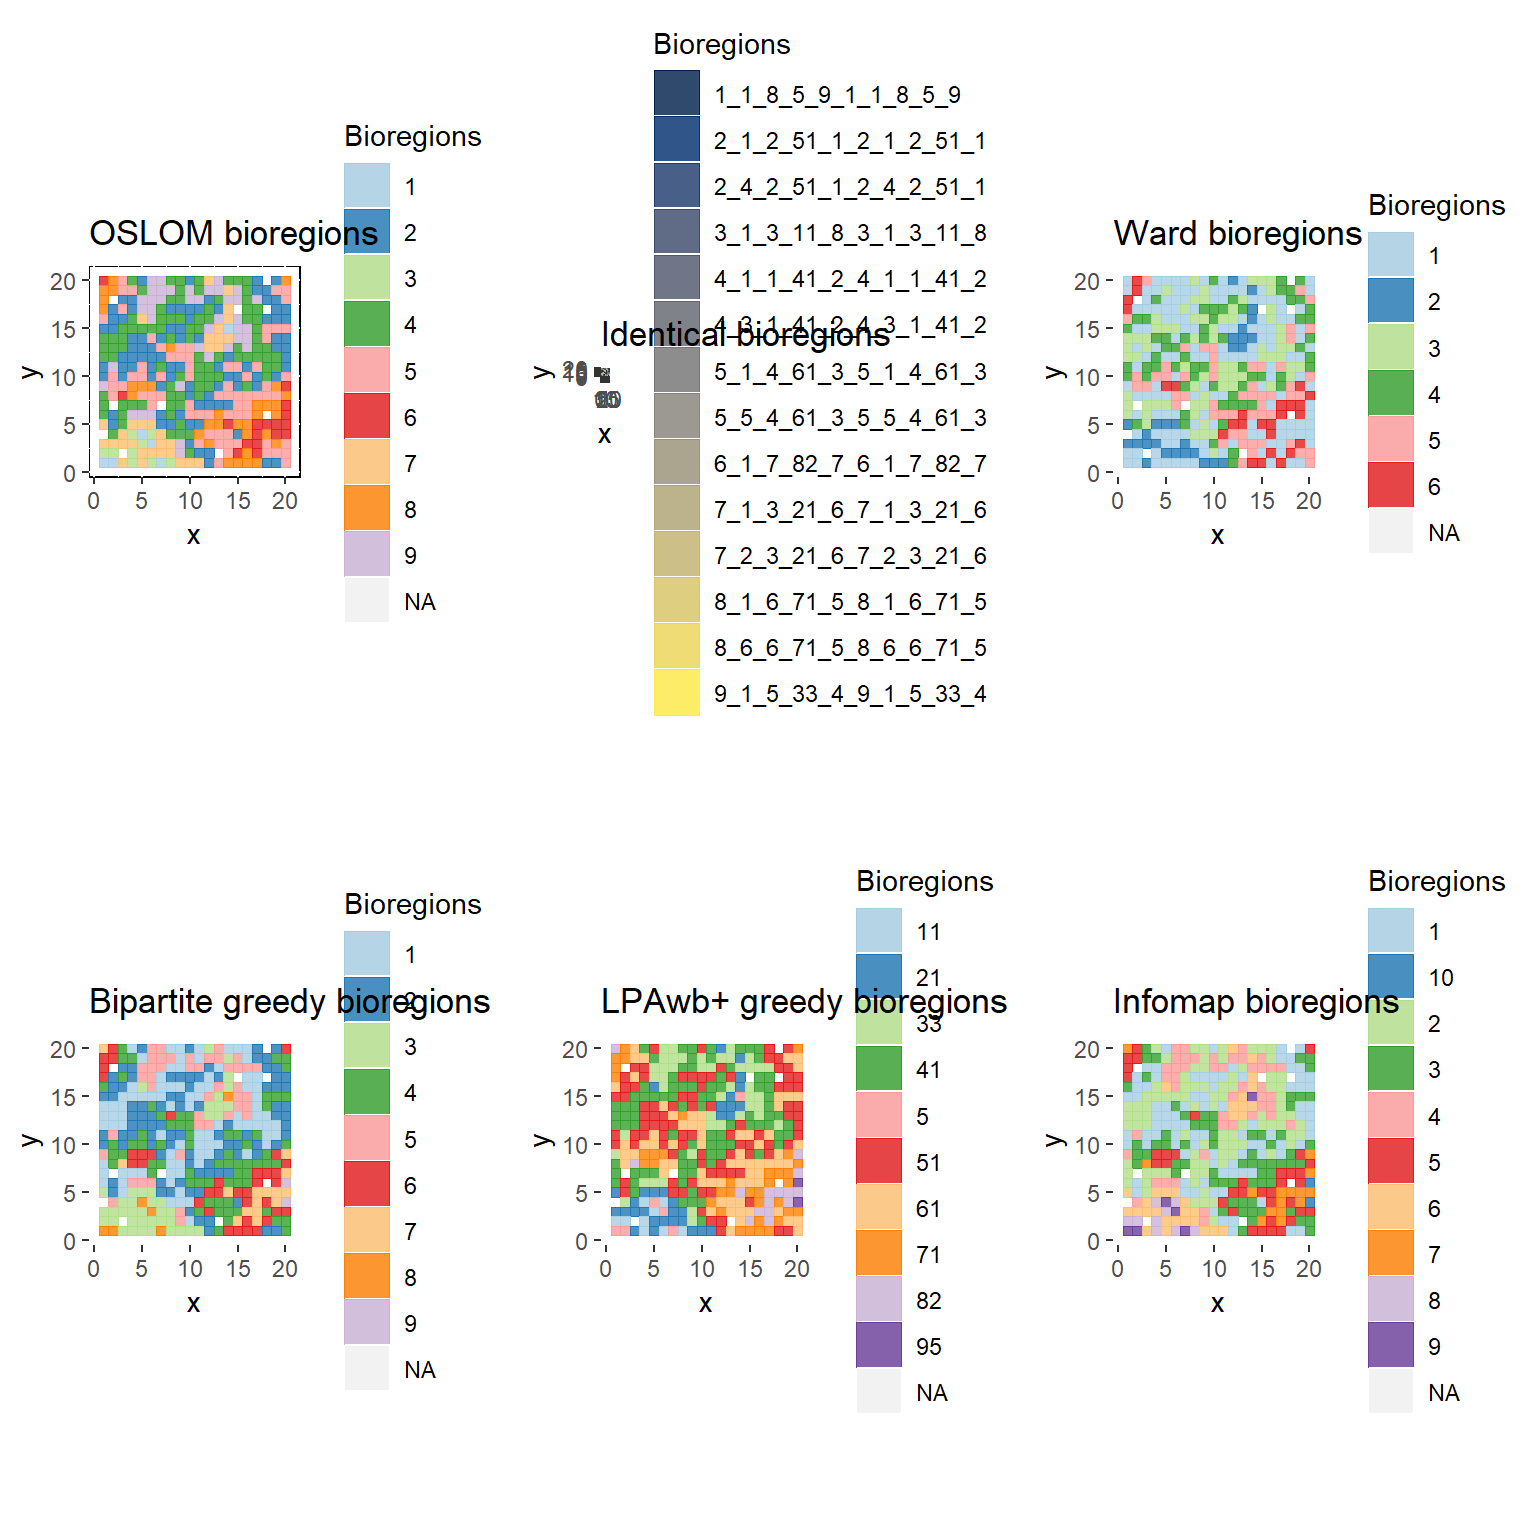 OSLOM bioregions
y
20
15
10
5
0
0 5 10 15 20
x
Bioregions
1
2
3
4
5
6
7
8
9
NA
Identical bioregions
y
x
Bioregions
1_1_8_5_9_1_1_8_5_9
2_1_2_51_1_2_1_2_51_1
2_4_2_51_1_2_4_2_51_1
3_1_3_11_8_3_1_3_11_8
4_1_1_41_2_4_1_1_41_2
4_3_1_41_2_4_3_1_41_2
5_1_4_61_3_5_1_4_61_3
5_5_4_61_3_5_5_4_61_3
6_1_7_82_7_6_1_7_82_7
7_1_3_21_6_7_1_3_21_6
7_2_3_21_6_7_2_3_21_6
8_1_6_71_5_8_1_6_71_5
8_6_6_71_5_8_6_6_71_5
9_1_5_33_4_9_1_5_33_4
Ward bioregions
y
20
15
10
5
0
0 5 10 15 20
x
Bioregions
1
2
3
4
5
6
NA
Bipartite greedy bioregions
y
20
15
10
5
0
0 5 10 15 20
x
Bioregions
1
2
3
4
5
6
7
8
9
NA
LPAwb+ greedy bioregions
y
20
15
10
5
0
0 5 10 15 20
x
Bioregions
11
21
33
41
5
51
61
71
82
95
NA
Infomap bioregions
y
20
15
10
5
0
0 5 10 15 20
x
Bioregions
1
10
2
3
4
5
6
7
8
9
NA